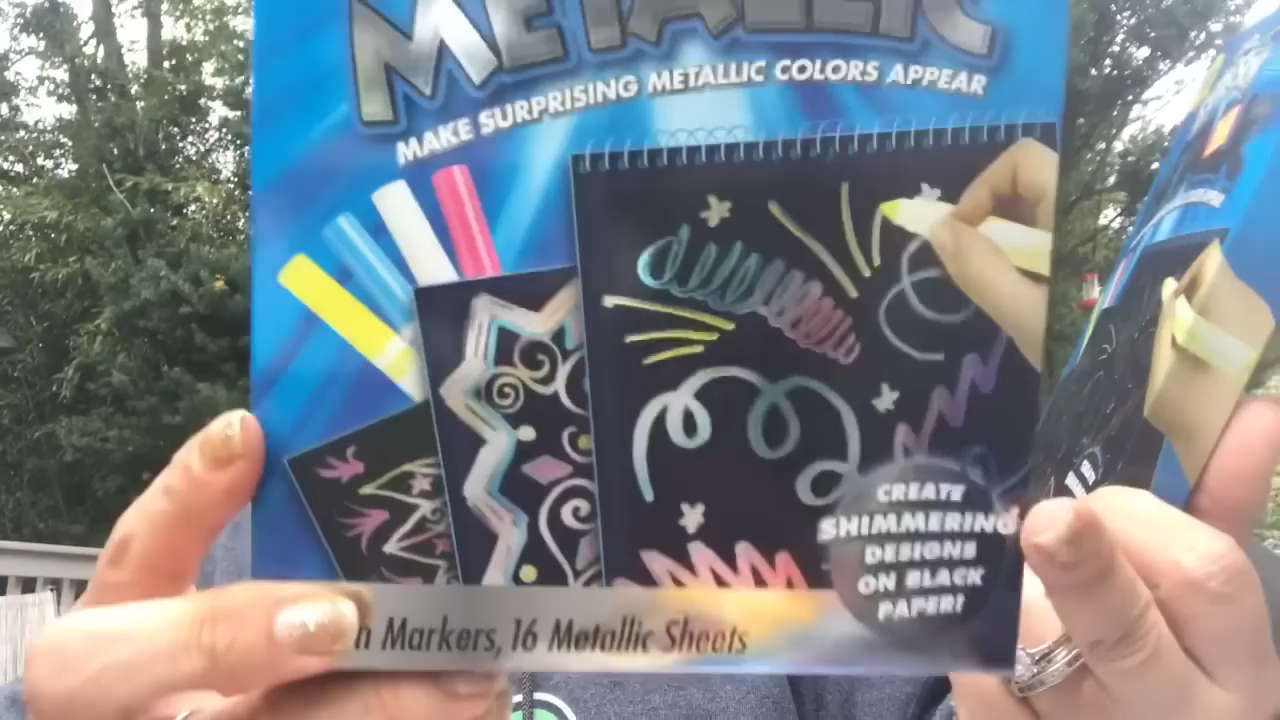 METALLIC
MAKE SURPRISING METALLIC COLORS APPEAR
CREATE
SHIMMERING
DESIGNS
ON BLACK
PAPER!
Markers, 16 Metallic Sheets